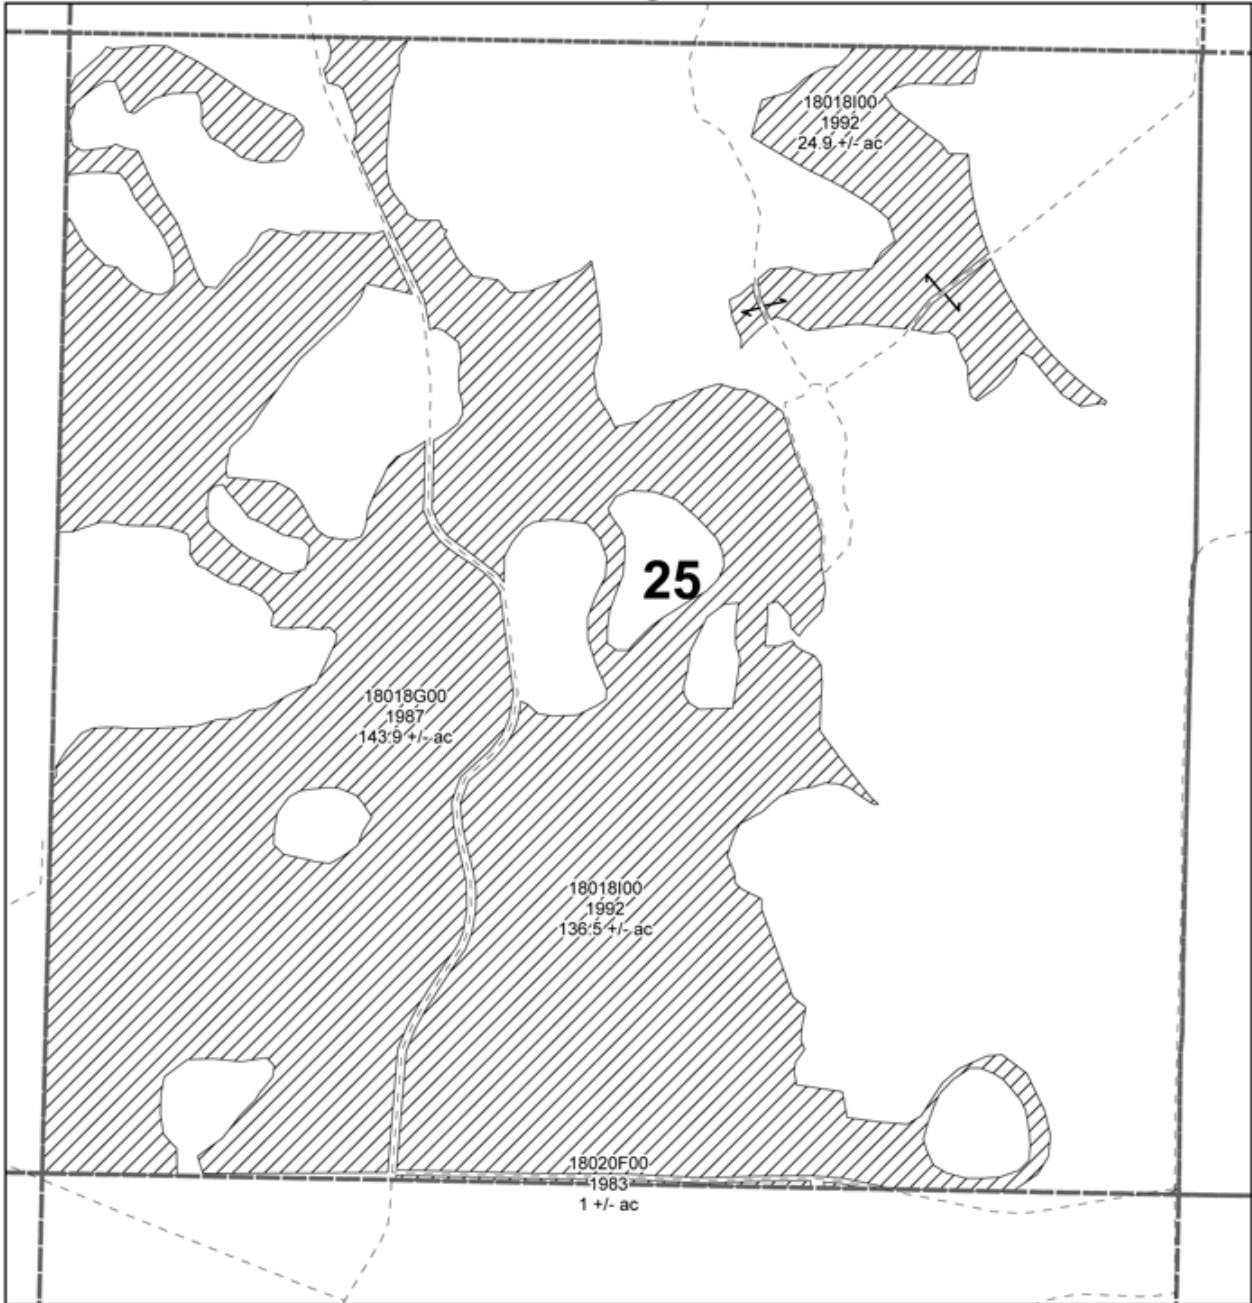 18018I00
1992
24.9 +/- ac
25
18018G00
1987
143.9 +/- ac
18018I00
1992
136.5 +/- ac
18020F00
1983
1 +/- ac